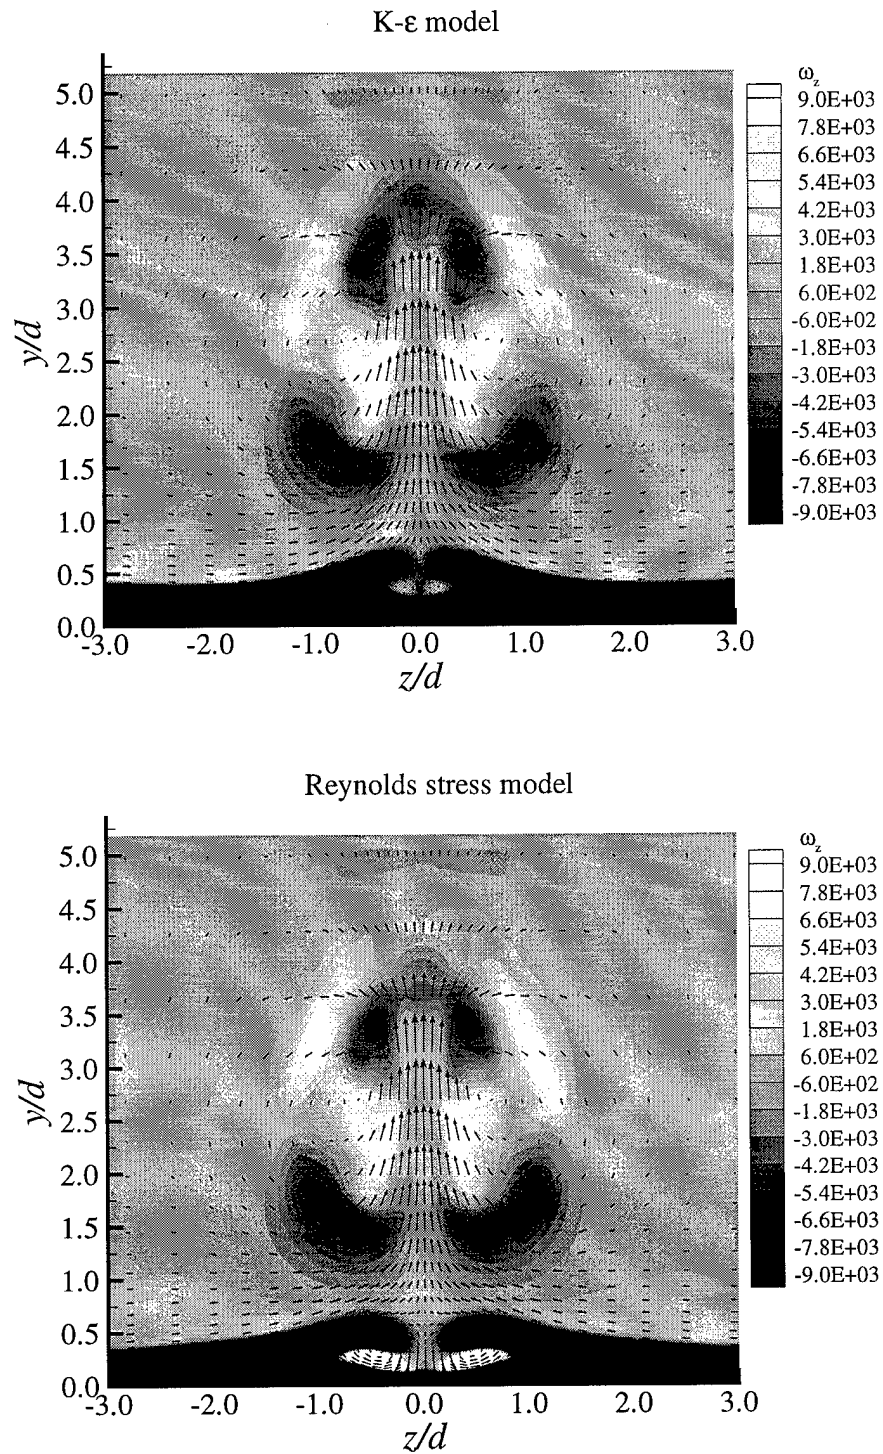 K-ε model
ω_z
9.0E+03
7.8E+03
6.6E+03
5.4E+03
4.2E+03
3.0E+03
1.8E+03
6.0E+02
-6.0E+02
-1.8E+03
-3.0E+03
-4.2E+03
-5.4E+03
-6.6E+03
-7.8E+03
-9.0E+03
5.0
4.5
4.0
3.5
3.0
2.5
2.0
1.5
1.0
0.5
0.0
y/d
-3.0 -2.0 -1.0 0.0 1.0 2.0 3.0
z/d
Reynolds stress model
ω_z
9.0E+03
7.8E+03
6.6E+03
5.4E+03
4.2E+03
3.0E+03
1.8E+03
6.0E+02
-6.0E+02
-1.8E+03
-3.0E+03
-4.2E+03
-5.4E+03
-6.6E+03
-7.8E+03
-9.0E+03
5.0
4.5
4.0
3.5
3.0
2.5
2.0
1.5
1.0
0.5
0.0
y/d
-3.0 -2.0 -1.0 0.0 1.0 2.0 3.0
z/d